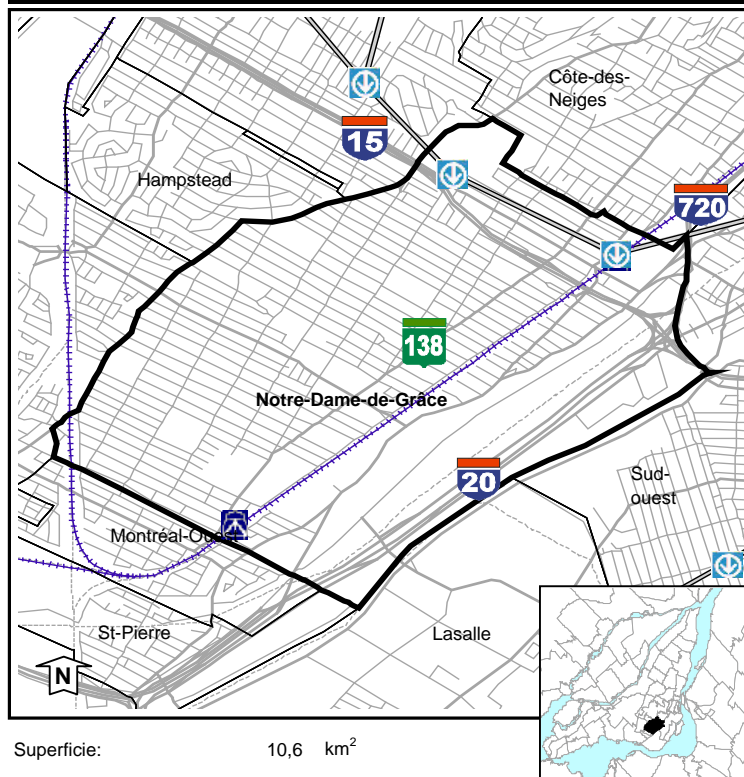 Côte-des-
Neiges
15
Hampstead
720
138
Notre-Dame-de-Grâce
20
Sud-
ouest
Montréal-Ouest
St-Pierre
Lasalle
N
Superficie: 10,6 km²